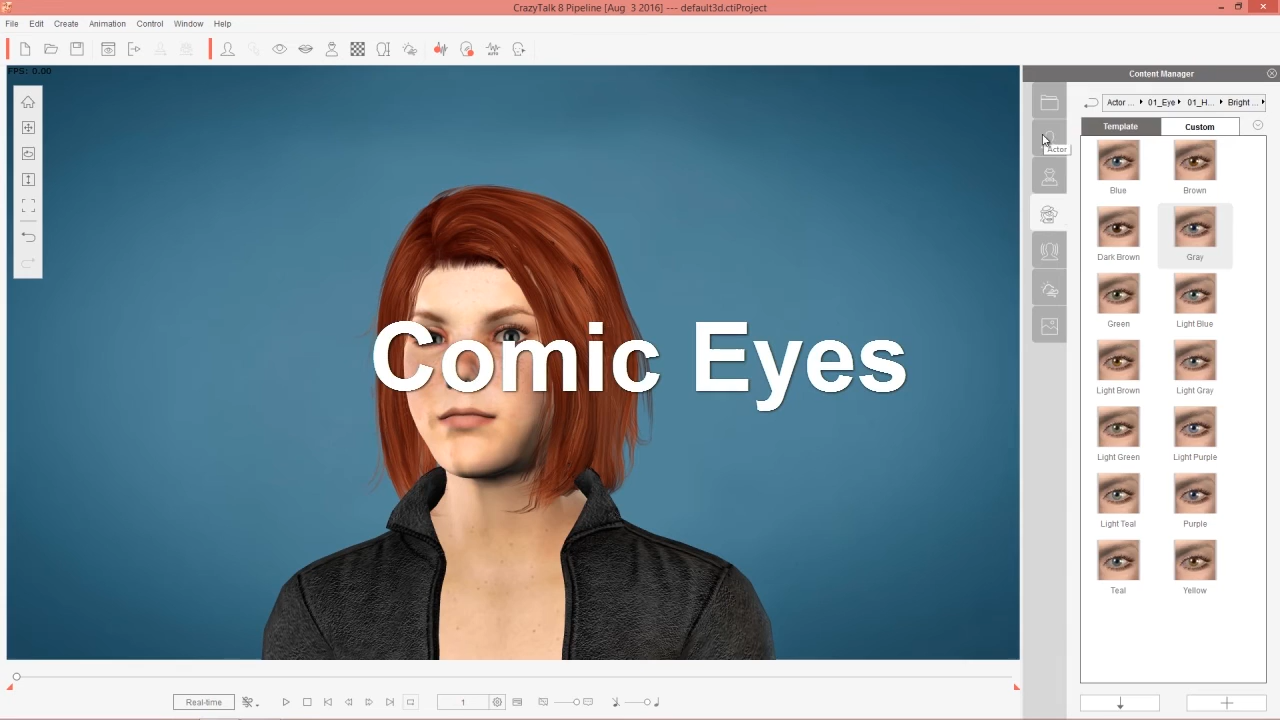 CrazyTalk 8 Pipeline [Aug 3 2016] --- default3d.ctiProject
File Edit Create Animation Control Window Help
FPS: 0.00
Content Manager
Actor ... 01_Eye 01_H... Bright ...
Template Custom
Actor
Blue Brown
Dark Brown Gray
Green Light Blue
Comic Eyes
Light Brown Light Gray
Light Green Light Purple
Light Teal Purple
Teal Yellow
Real-time 1